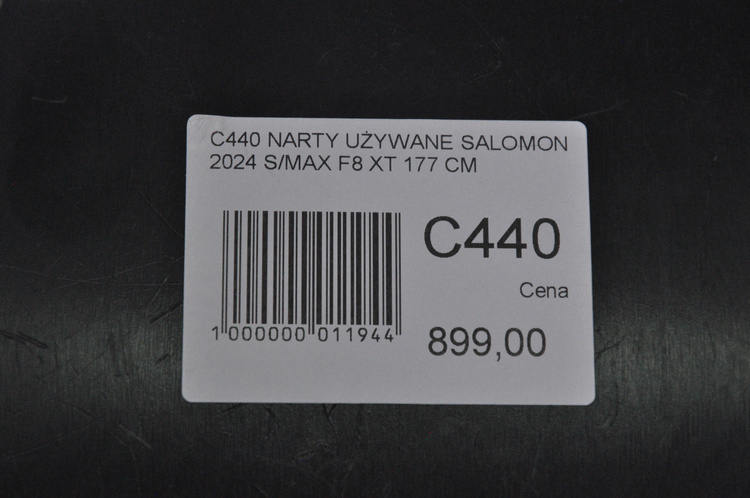 C440 NARTY UŻYWANE SALOMON
2024 S/MAX F8 XT 177 CM
C440
Cena
1 000000 011944
899,00